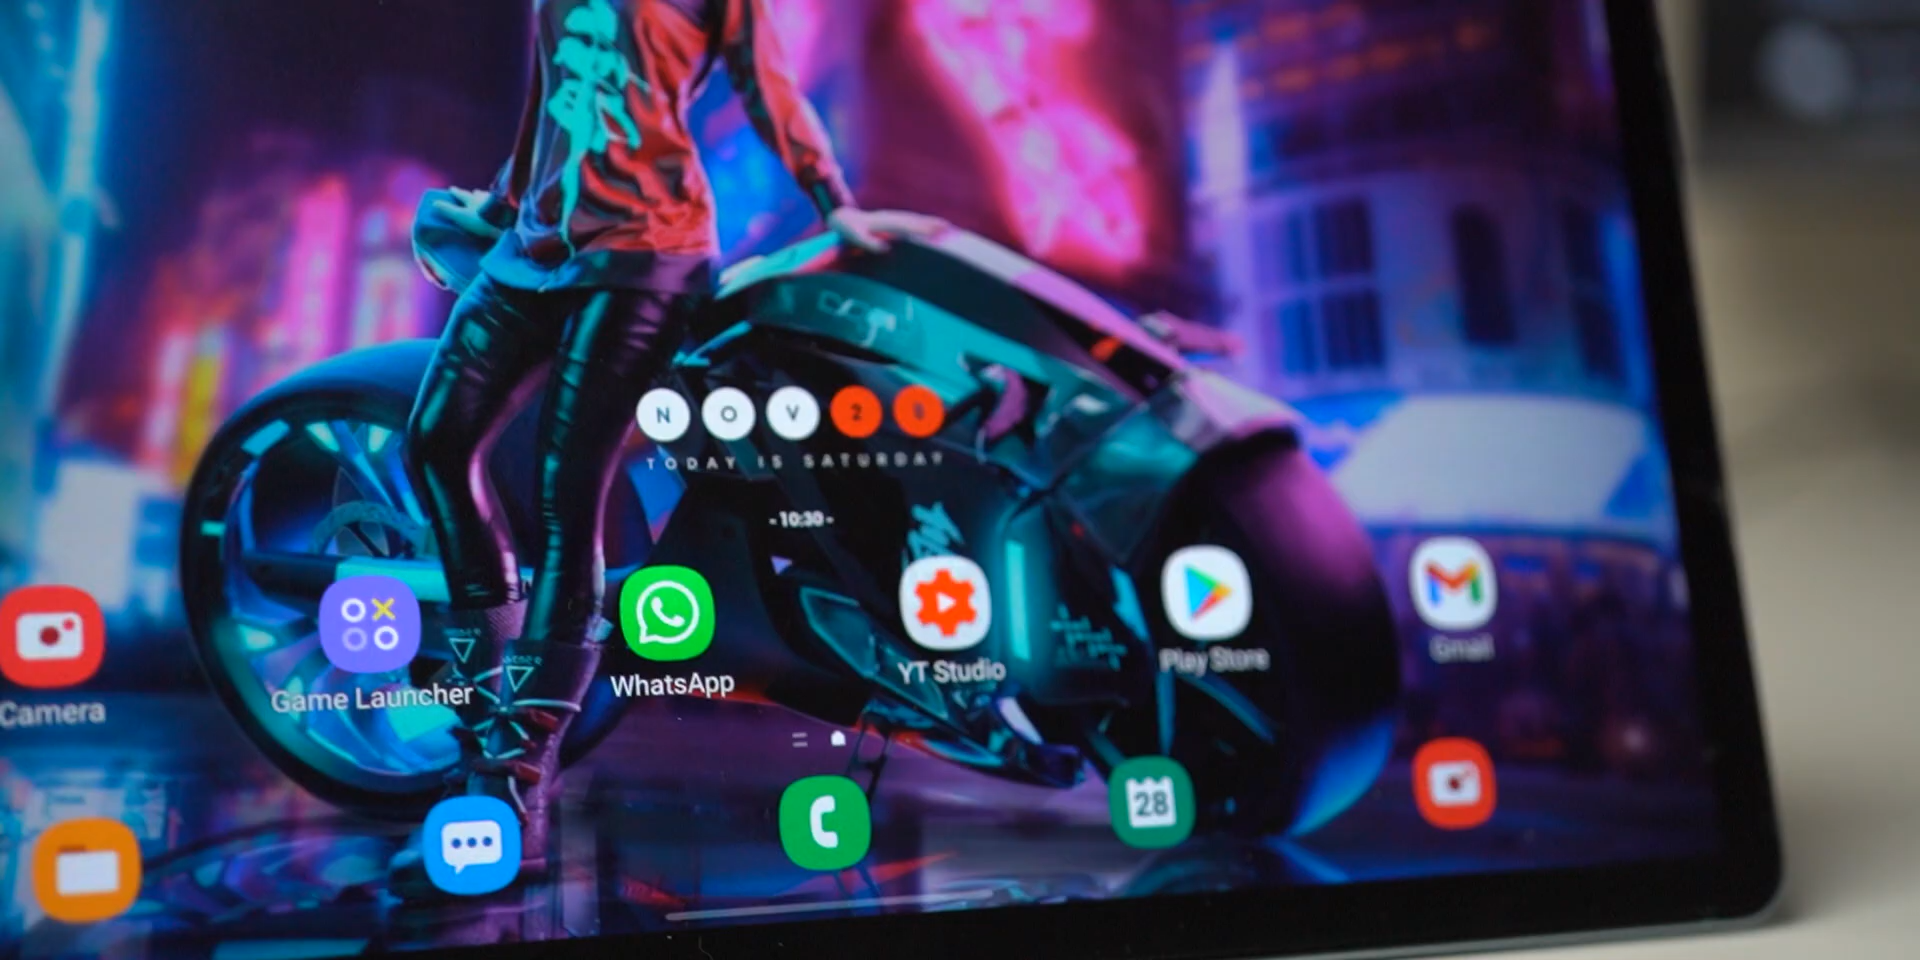 N O V 2 8
TODAY IS SATURDAY
- 10:30 -
Camera
Game Launcher
WhatsApp
YT Studio
Play Store
Gmail
28